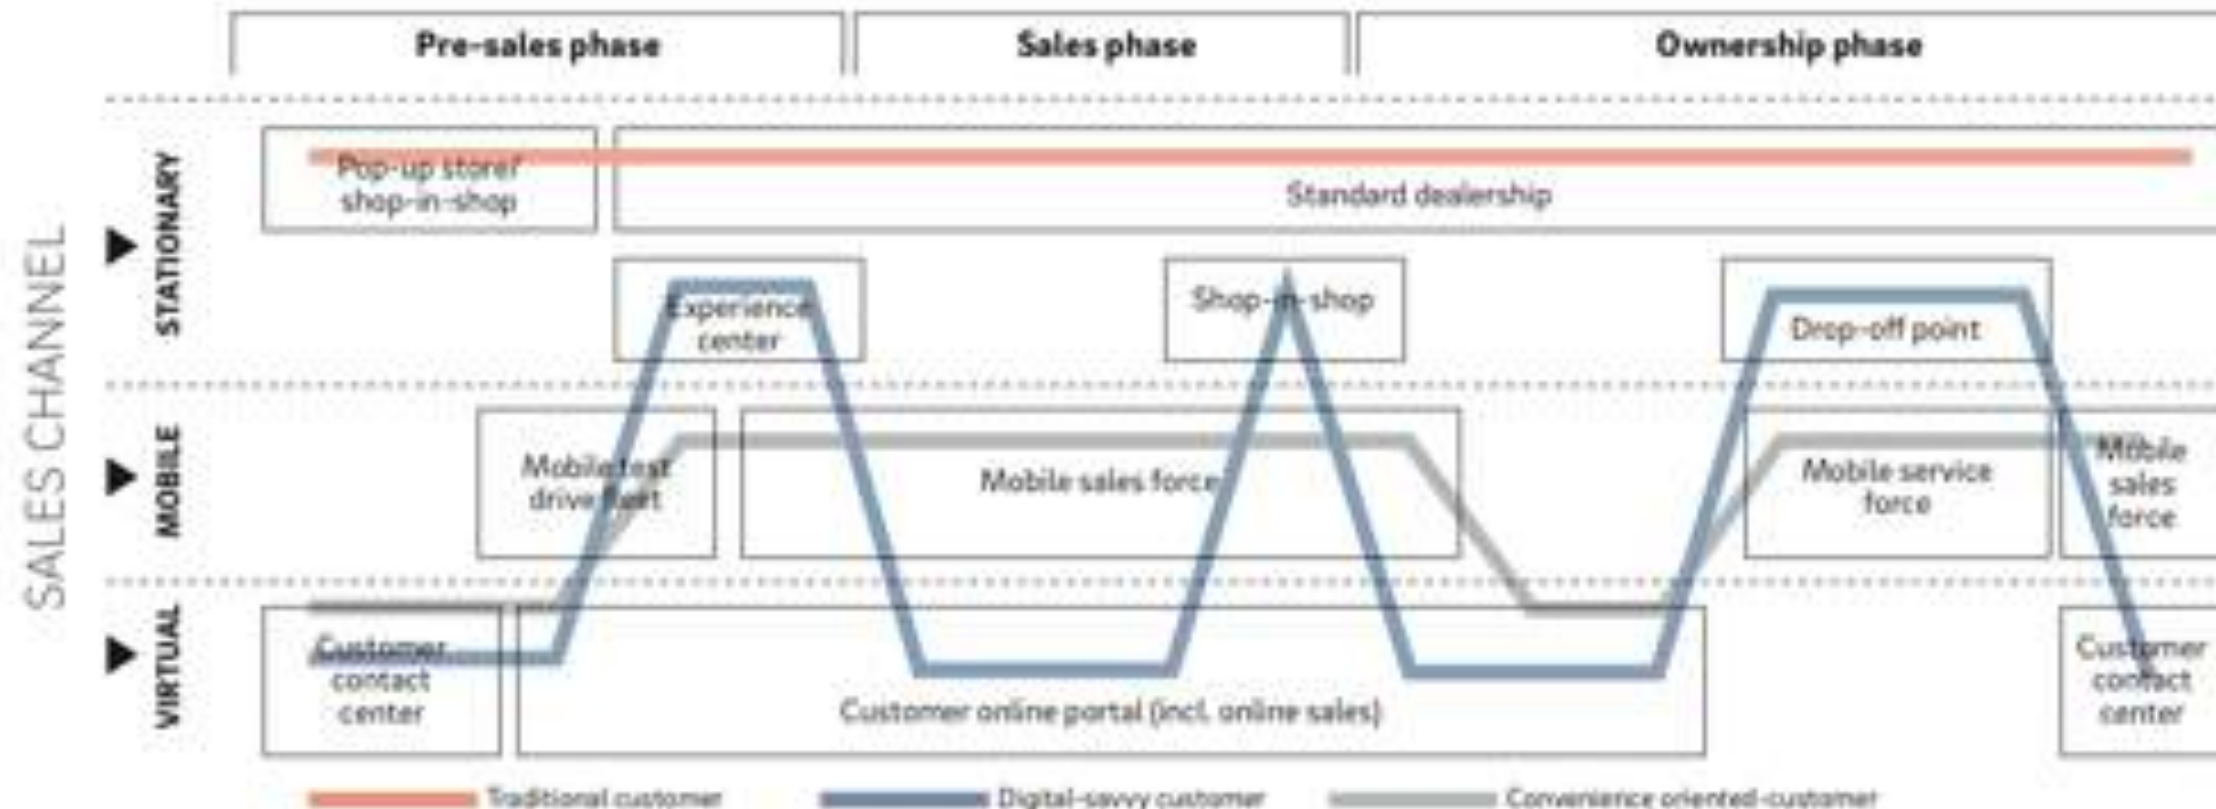 Pre-sales phase
Sales phase
Ownership phase
SALES CHANNEL
STATIONARY
Pop-up store/
shop-in-shop
Standard dealership
Experience
center
Shop-in-shop
Drop-off point
MOBILE
Mobile test
drive fleet
Mobile sales force
Mobile service
force
Mobile
sales
force
VIRTUAL
Customer
contact
center
Customer online portal (incl. online sales)
Customer
contact
center
Traditional customer
Digital-savvy customer
Convenience oriented-customer